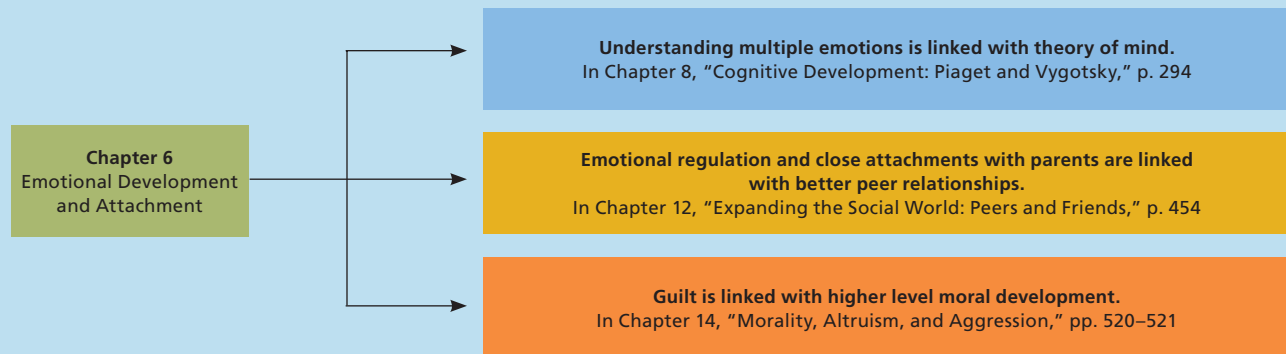 Chapter 6
Emotional Development
and Attachment
Understanding multiple emotions is linked with theory of mind.
In Chapter 8, “Cognitive Development: Piaget and Vygotsky,” p. 294
Emotional regulation and close attachments with parents are linked
with better peer relationships.
In Chapter 12, “Expanding the Social World: Peers and Friends,” p. 454
Guilt is linked with higher level moral development.
In Chapter 14, “Morality, Altruism, and Aggression,” pp. 520–521